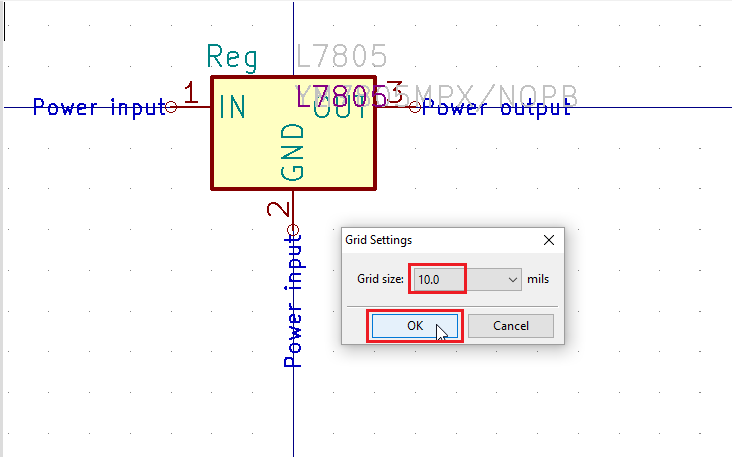 Reg
L7805
1
3
L7805
MPX/NOPB
Power input
IN
OUT
Power output
GND
2
Power input
Grid Settings
Grid size:
10.0
mils
OK
Cancel